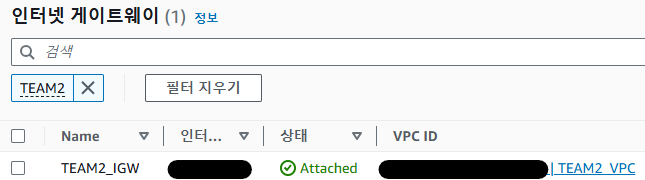 인터넷 게이트웨이 (1) 정보
검색
TEAM2
필터 지우기
Name 인터... 상태 VPC ID
TEAM2_IGW Attached | TEAM2_VPC